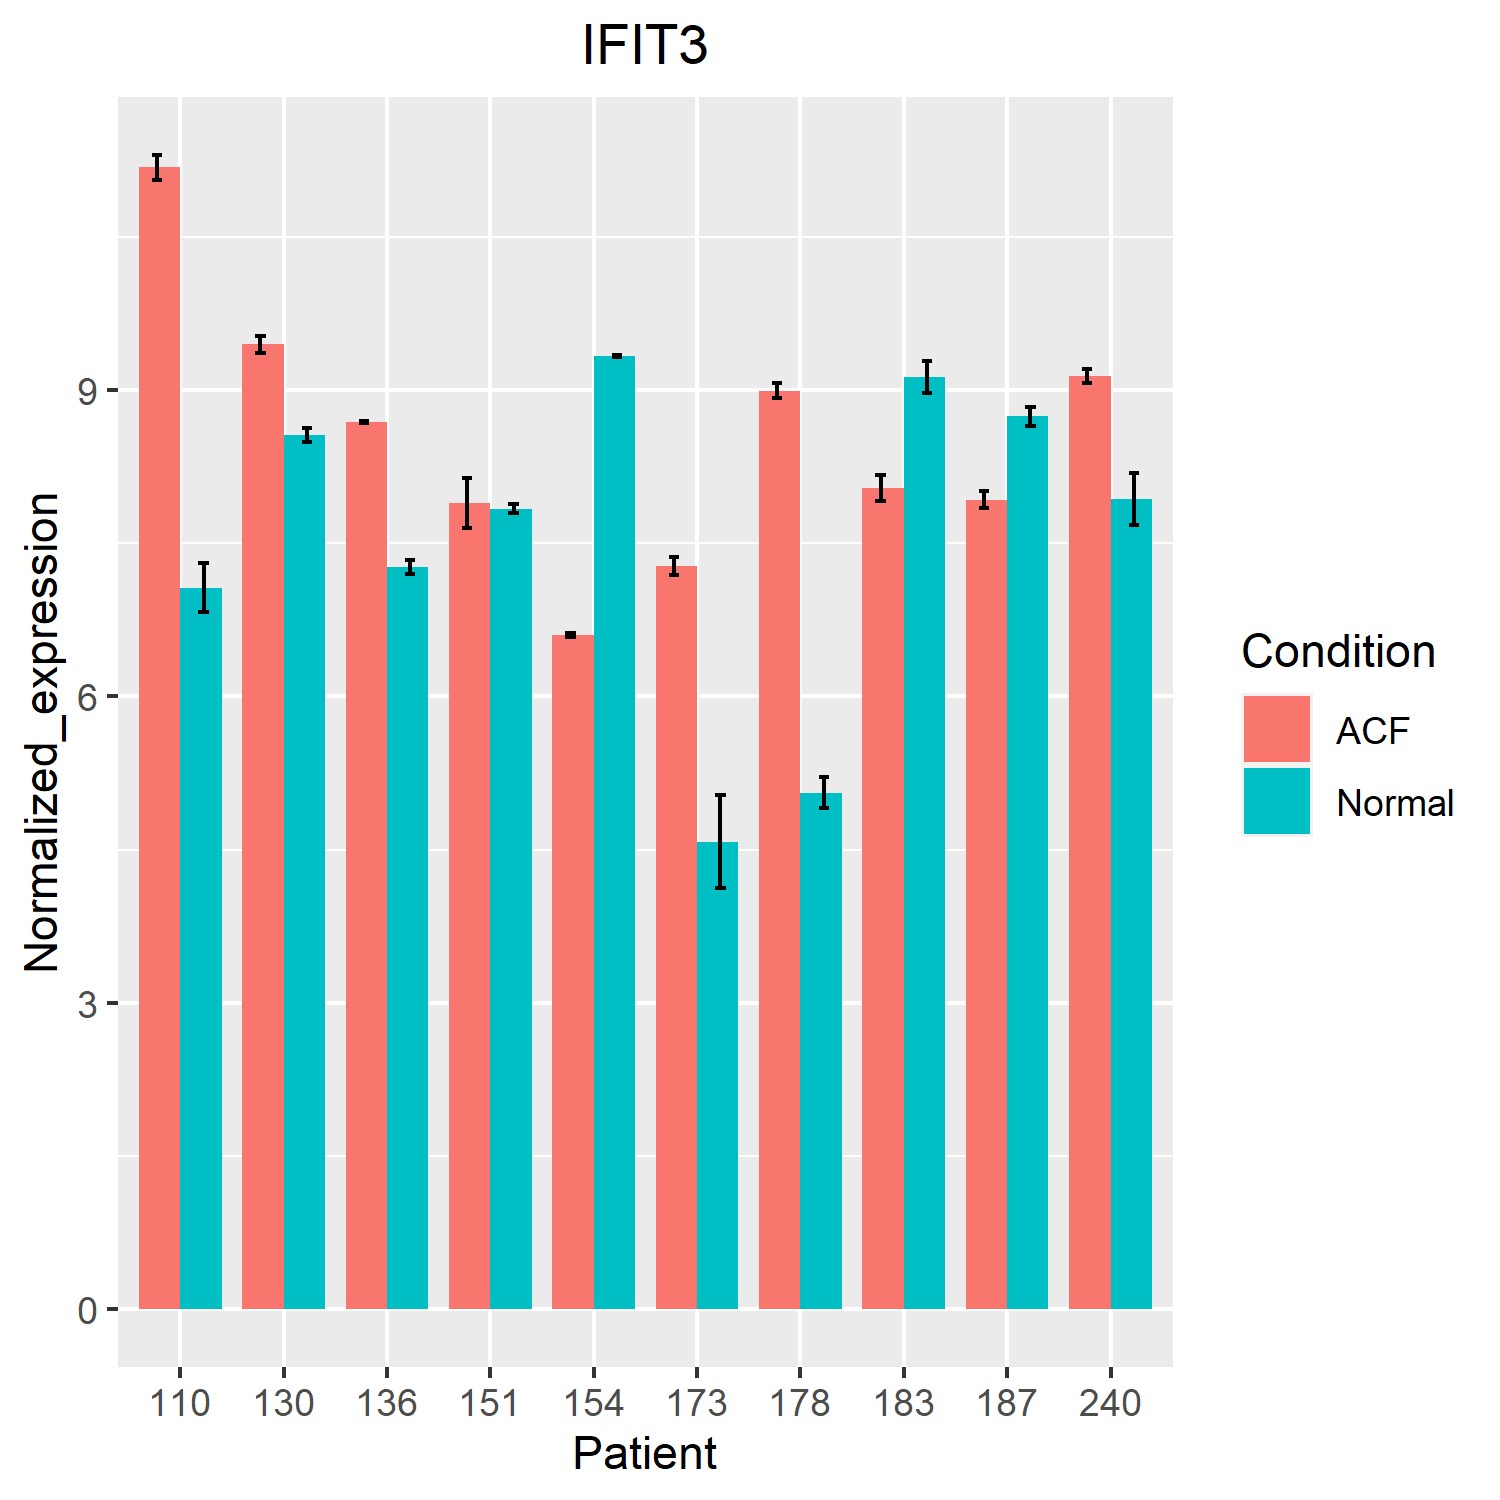 IFIT3
Normalized_expression
9
6
3
0
110 130 136 151 154 173 178 183 187 240
Patient
Condition
ACF
Normal